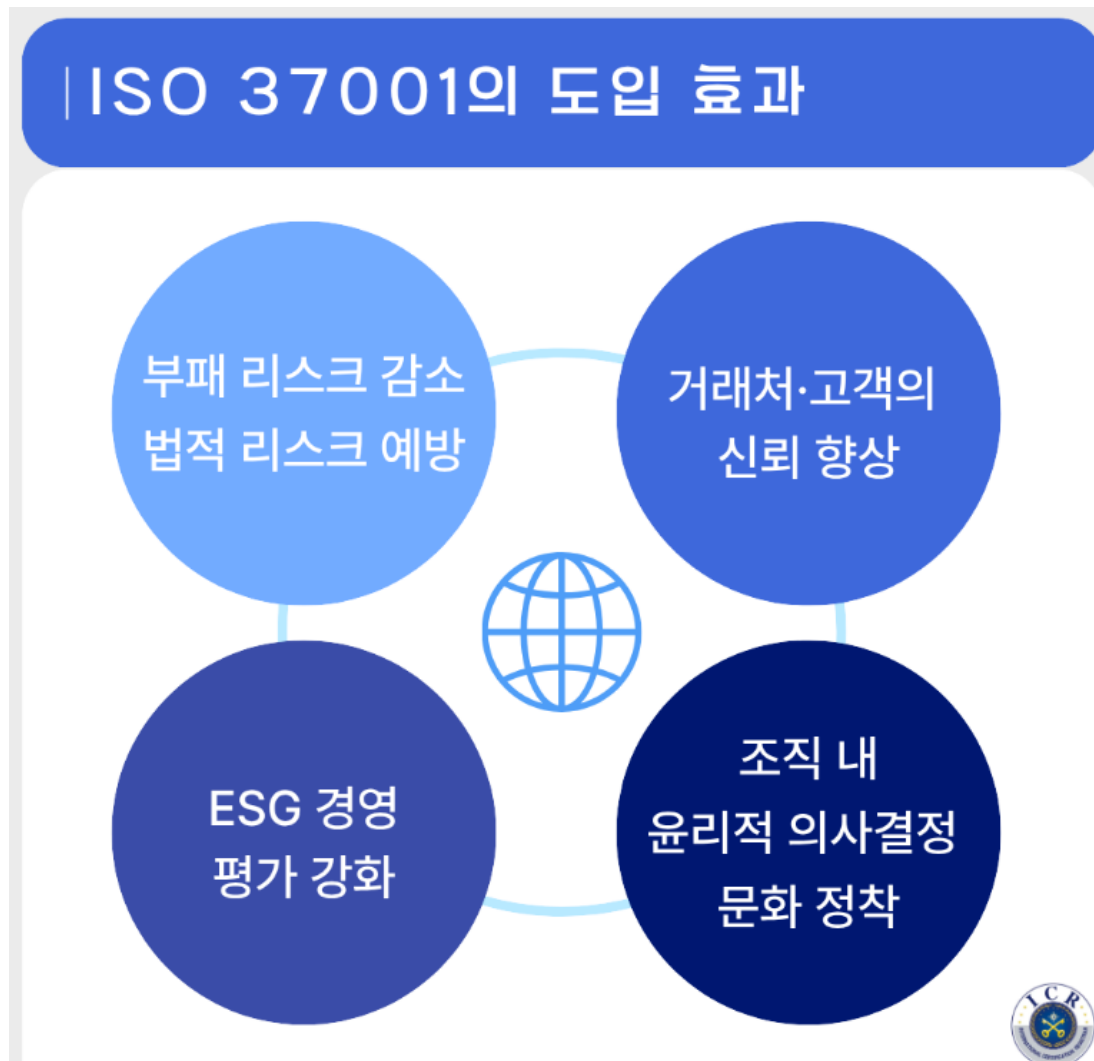 ISO 37001의 도입 효과
부패 리스크 감소
법적 리스크 예방
거래처·고객의
신뢰 향상
ESG 경영
평가 강화
조직 내
윤리적 의사결정
문화 정착
ICR